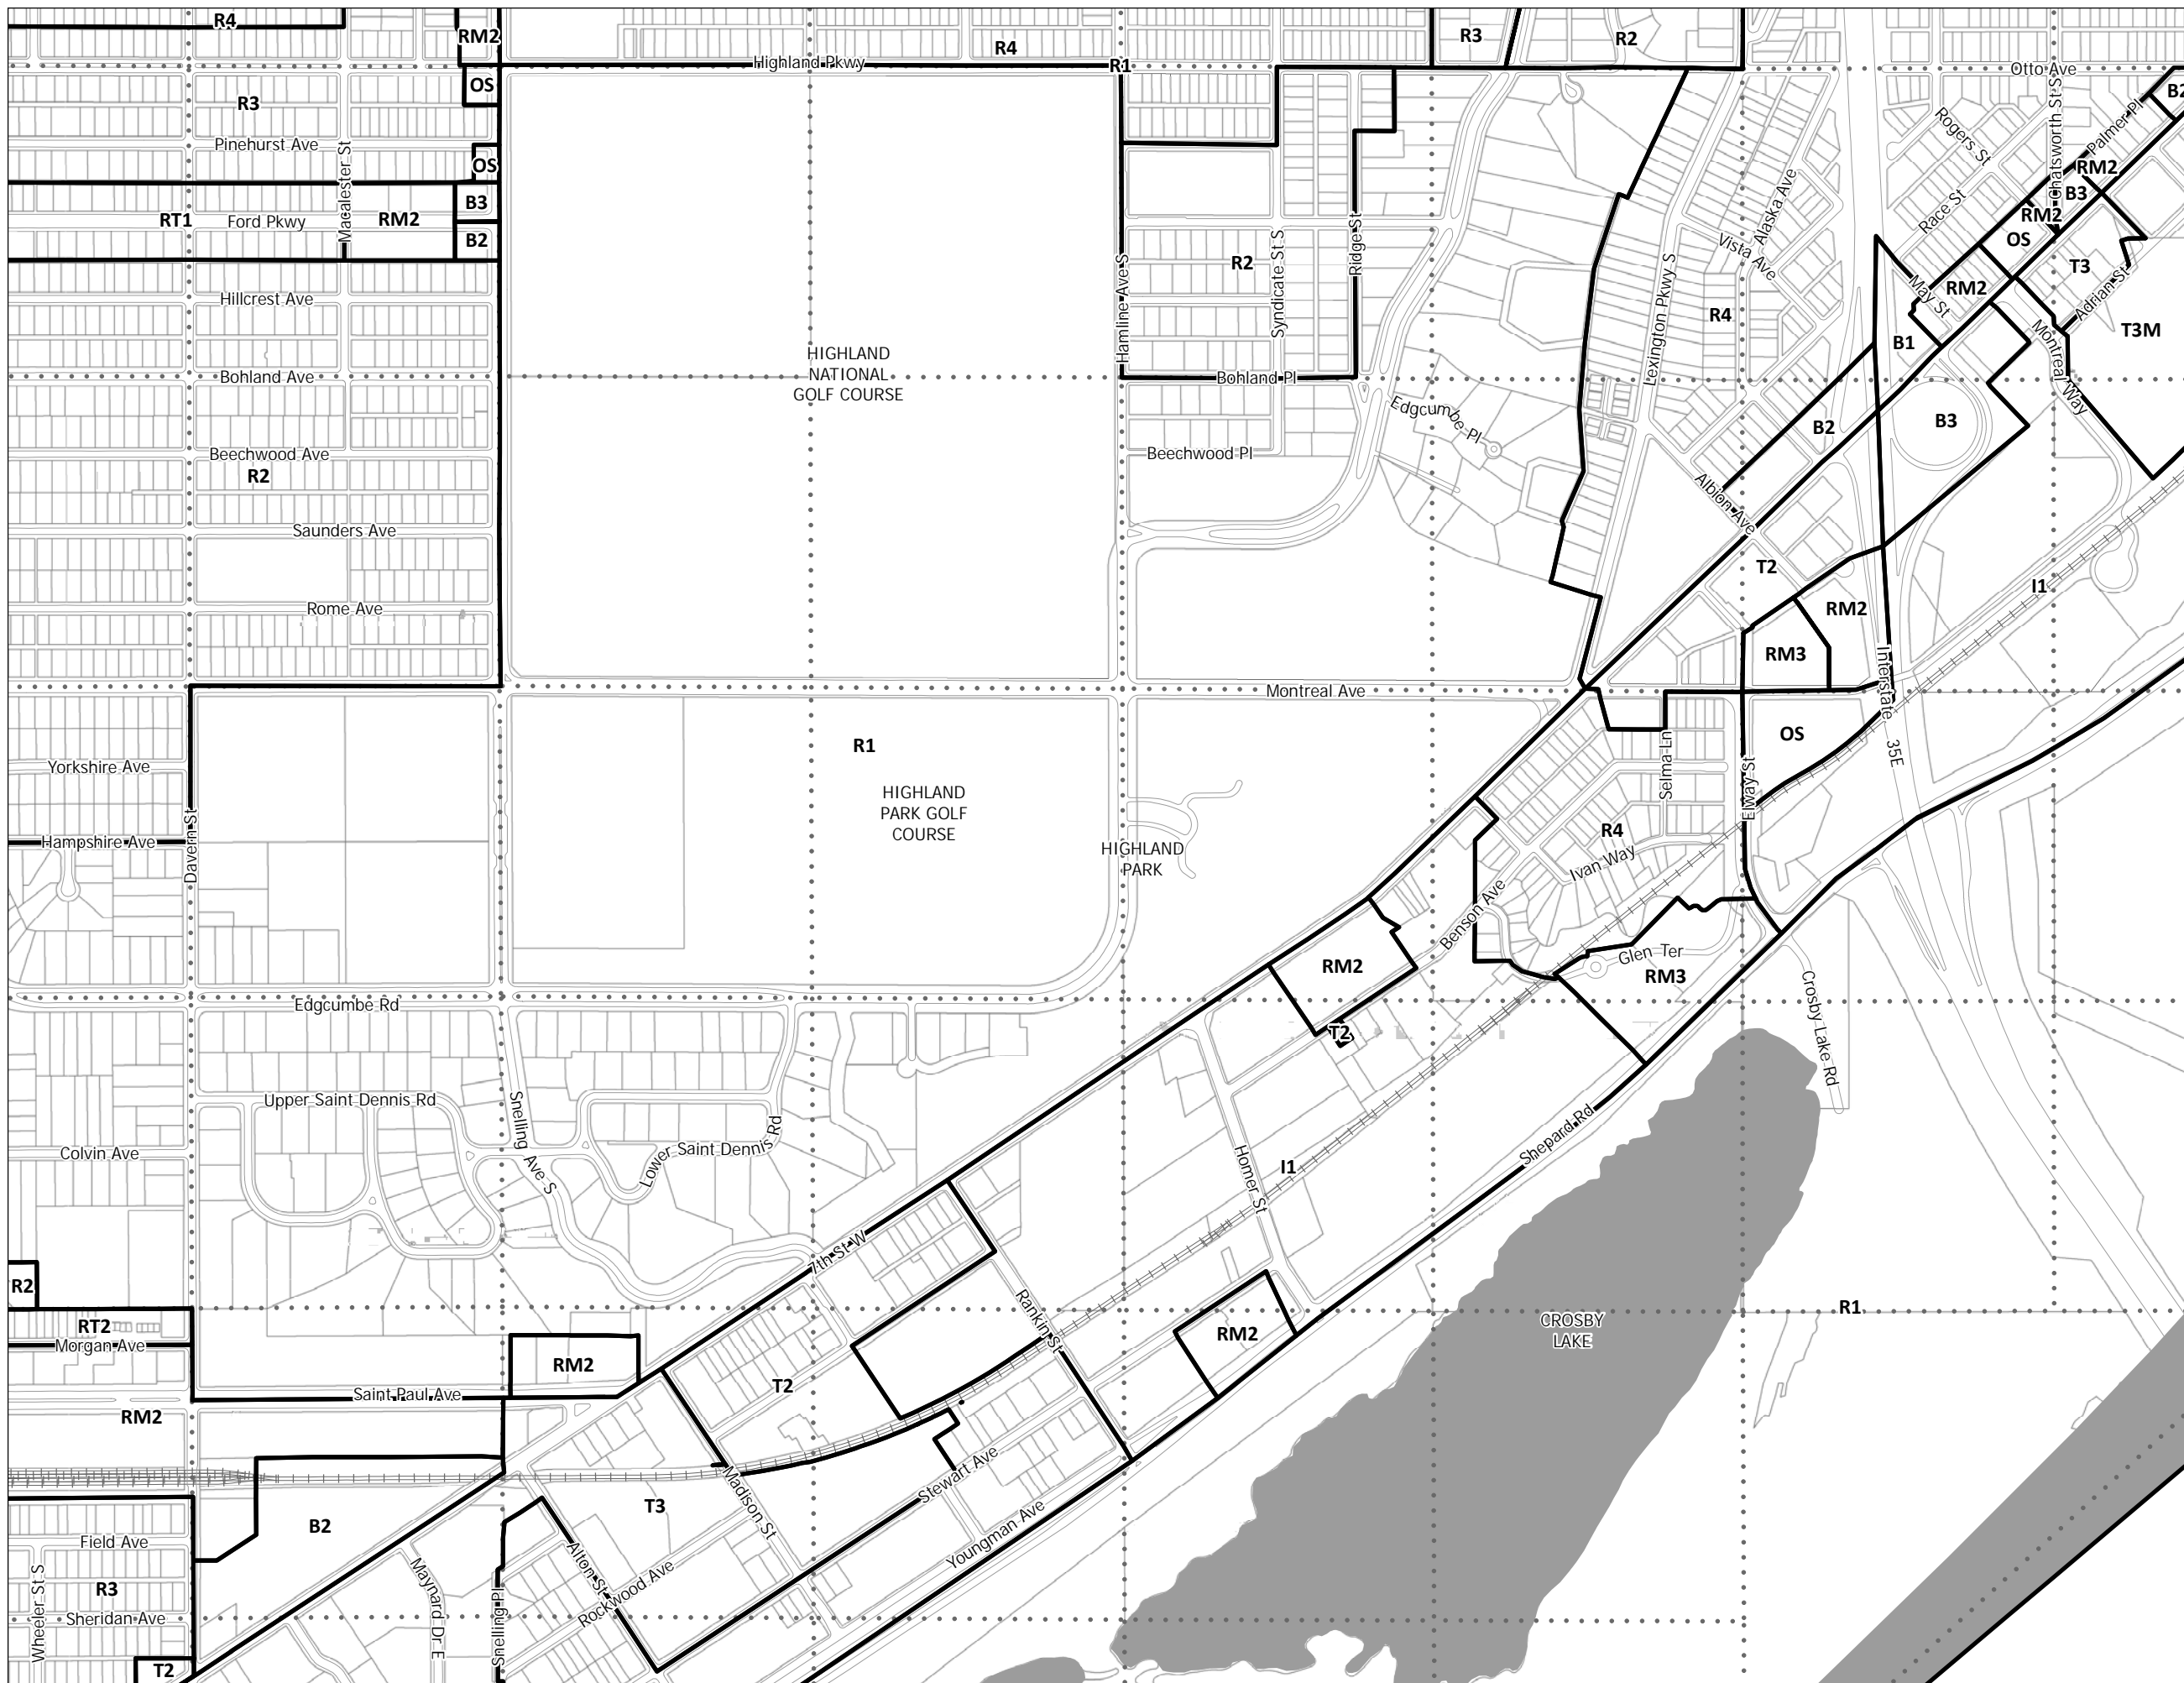 R4
RM2
R4
R3
R2
Highland Pkwy
R1
Otto Ave
OS
B2
R3
Pinehurst Ave
OS
Macalester St
Rogers St
Chatsworth St S
Palmer Pl
RM2
B3
RT1
Ford Pkwy
RM2
B3
B2
Hamline Ave S
R2
Syndicate St S
Ridge St
Lexington Pkwy S
Vista Ave
Alaska Ave
Race St
RM2
OS
T3
Adrian St
Hillcrest Ave
R4
May St
RM2
B1
Montreal Way
T3M
HIGHLAND
NATIONAL
GOLF COURSE
Bohland Ave
Bohland Pl
Edgcumbe Pl
B2
B3
Beechwood Ave
Beechwood Pl
R2
Albion Ave
Saunders Ave
T2
I1
Rome Ave
RM2
RM3
Interstate 35E
Montreal Ave
OS
R1
Yorkshire Ave
Selma Ln
Elway St
HIGHLAND
PARK GOLF
COURSE
Hampshire Ave
Davern St
HIGHLAND
PARK
R4
Ivan Way
Benson Ave
RM2
Glen Ter
RM3
Edgcumbe Rd
Crosby Lake Rd
T2
Upper Saint Dennis Rd
Snelling Ave S
Lower Saint Dennis Rd
Colvin Ave
Homer St
I1
Shepard Rd
7th St W
R2
Rankin St
R1
RT2
CROSBY
LAKE
Morgan Ave
RM2
RM2
T2
Saint Paul Ave
RM2
Madison St
Stewart Ave
T3
B2
Youngman Ave
Field Ave
Wheeler St S
R3
Maynard Dr E
Snelling Pl
Alton St
Rockwood Ave
Sheridan Ave
T2